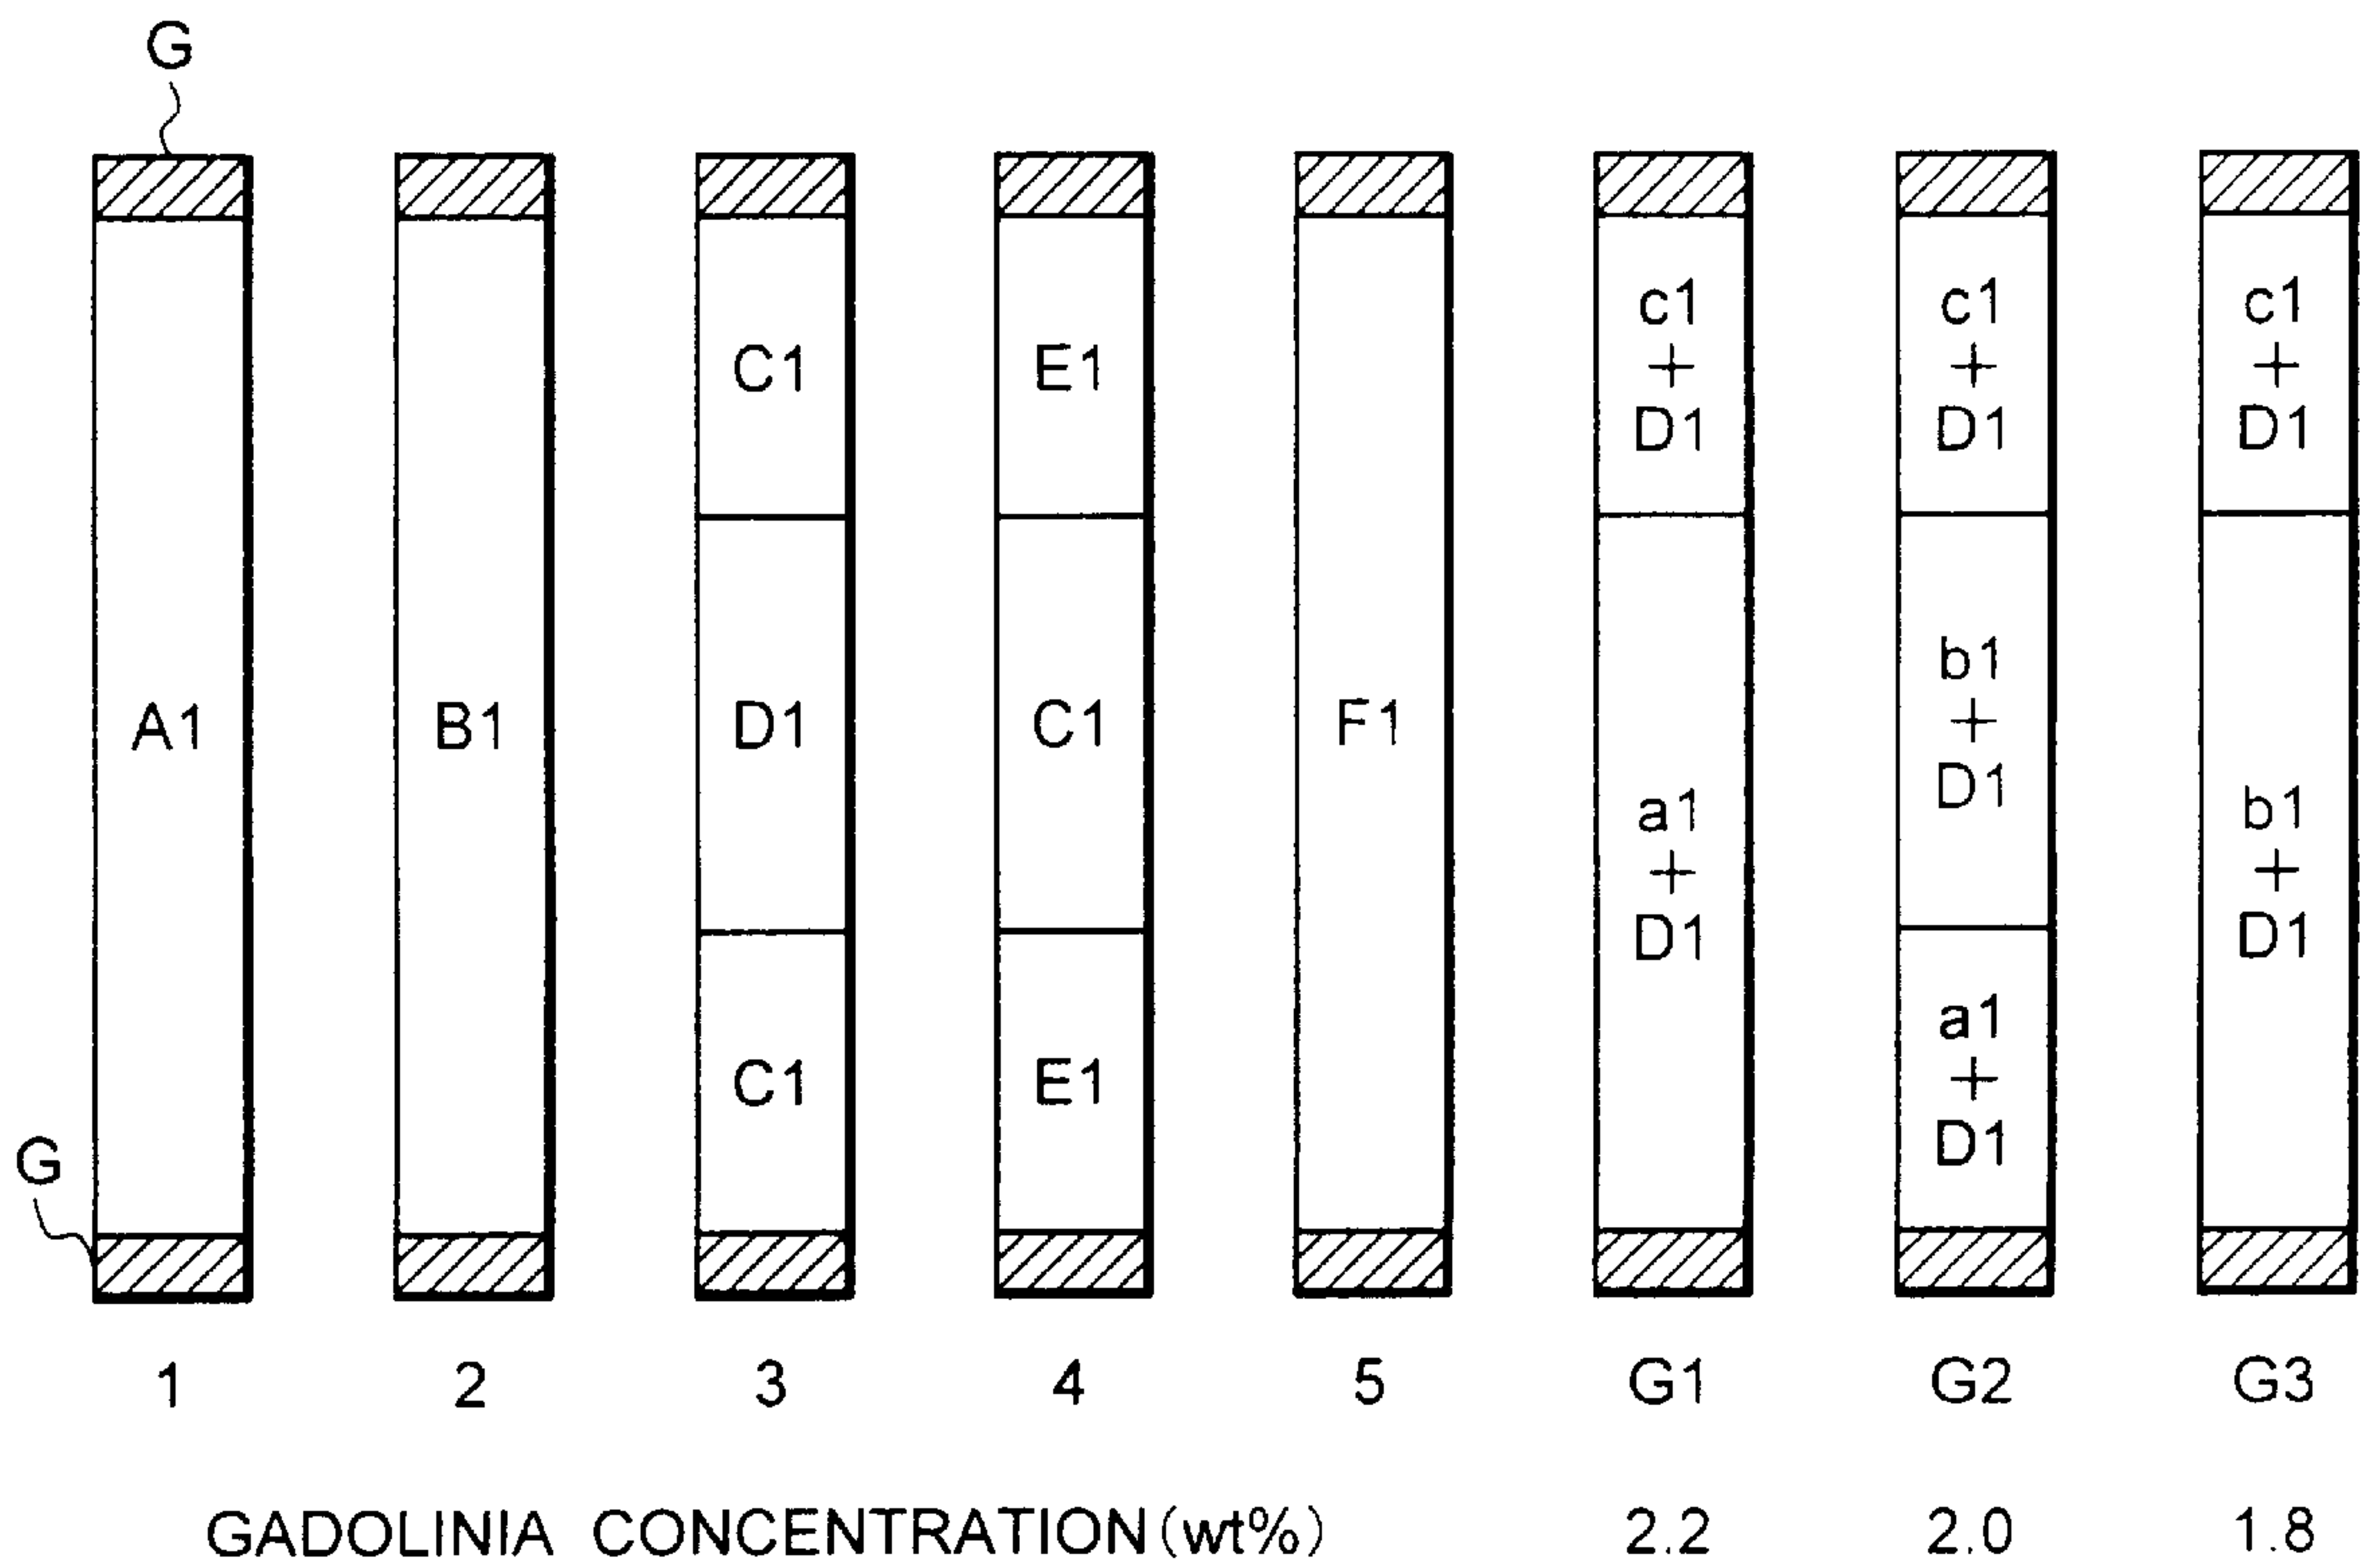 G
c1 c1 c1
C1 E1 + + +
D1 D1 D1
b1
A1 B1 D1 C1 F1 +
a1 D1 b1
+ +
D1 D1
a1
C1 E1 +
G D1
1 2 3 4 5 G1 G2 G3
GADOLINIA CONCENTRATION(wt%) 2.2 2.0 1.8